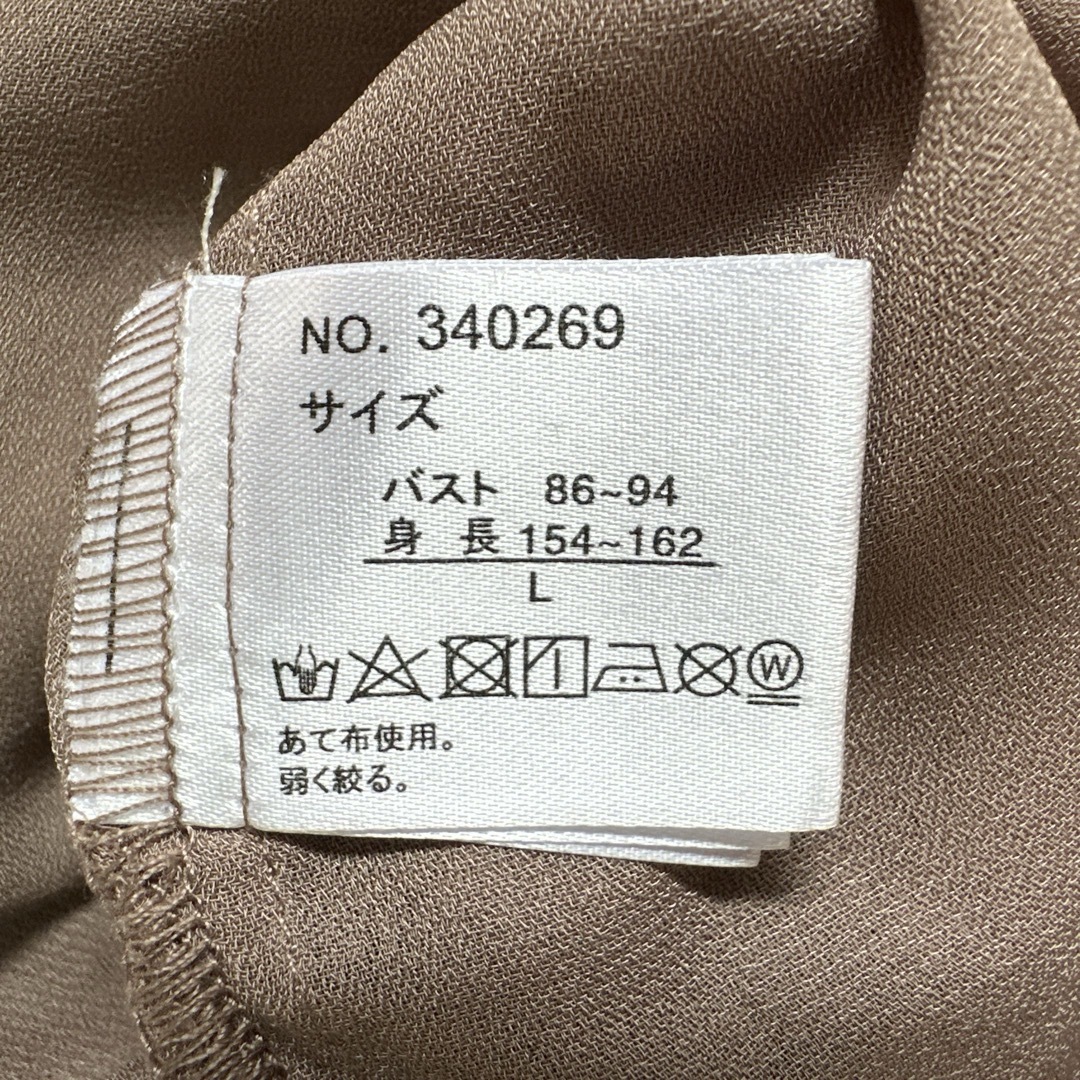 NO. 340269
サイズ
バスト 86~94
身 長 154~162
L
W
あて布使用。
弱く絞る。